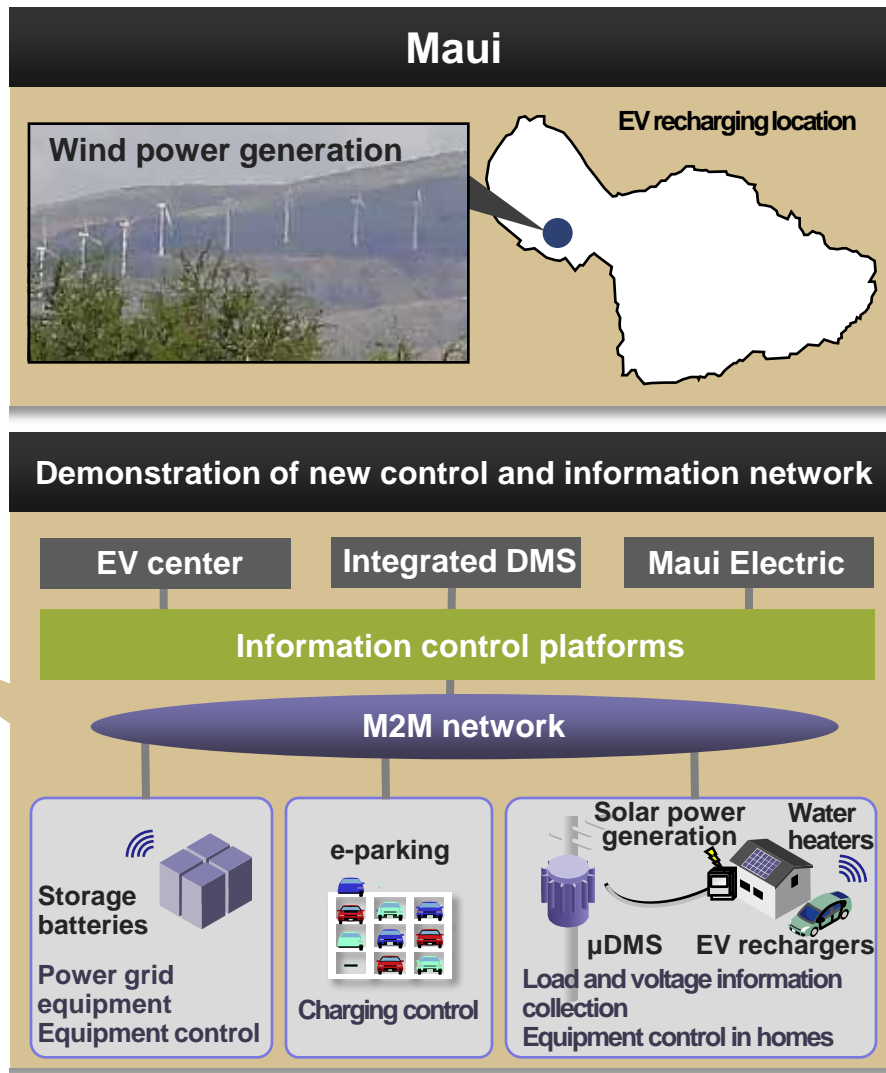 Maui
Wind power generation
EV recharging location
Demonstration of new control and information network
EV center
Integrated DMS
Maui Electric
Information control platforms
M2M network
Storage
batteries
Power grid
equipment
Equipment control
e-parking
Charging control
Solar power
generation
Water
heaters
µDMS
EV rechargers
Load and voltage information
collection
Equipment control in homes